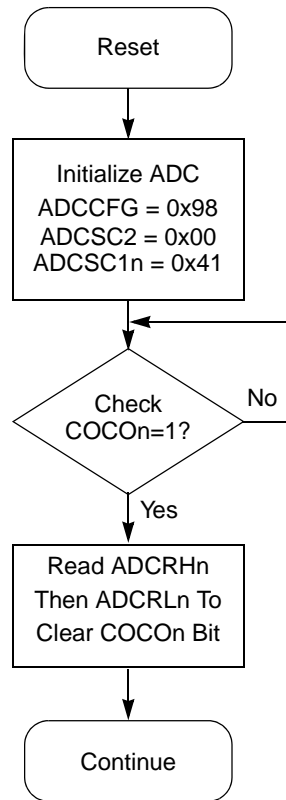 Reset
Initialize ADC
ADCCFG = 0x98
ADCSC2 = 0x00
ADCSC1n = 0x41
Check
COCOn=1?
No
Yes
Read ADCRHn
Then ADCRLn To
Clear COCOn Bit
Continue